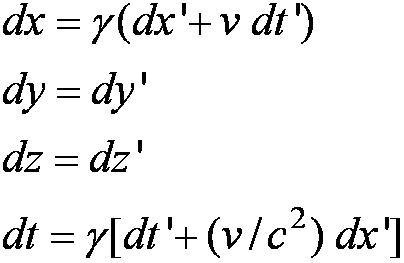 dx = γ(dx'+ v dt')
dy = dy'
dz = dz'
dt = γ[dt'+ (v/c²) dx']